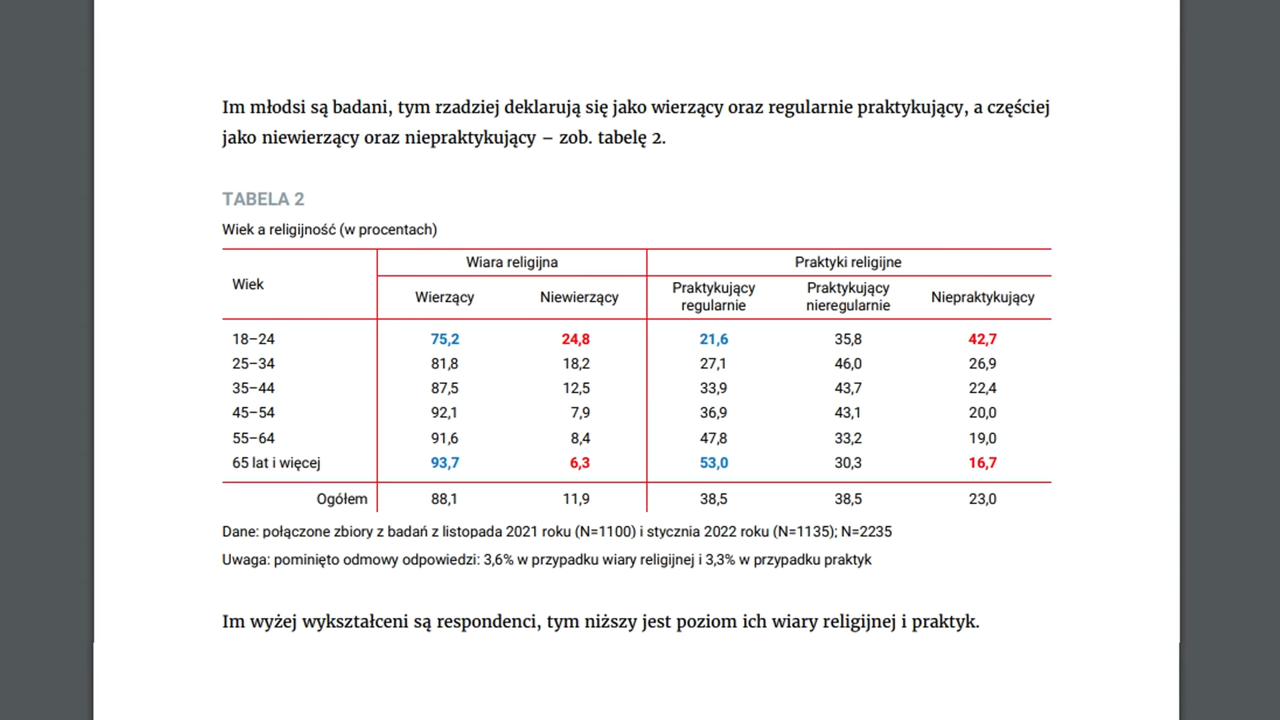 Im młodsi są badani, tym rzadziej deklarują się jako wierzący oraz regularnie praktykujący, a częściej
jako niewierzący oraz niepraktykujący – zob. tabelę 2.
TABELA 2
Wiek a religijność (w procentach)
Wiek Wiara religijna Praktyki religijne
Wierzący Niewierzący Praktykujący regularnie Praktykujący nieregularnie Niepraktykujący
18–24 75,2 24,8 21,6 35,8 42,7
25–34 81,8 18,2 27,1 46,0 26,9
35–44 87,5 12,5 33,9 43,7 22,4
45–54 92,1 7,9 36,9 43,1 20,0
55–64 91,6 8,4 47,8 33,2 19,0
65 lat i więcej 93,7 6,3 53,0 30,3 16,7
Ogółem 88,1 11,9 38,5 38,5 23,0
Dane: połączone zbiory z badań z listopada 2021 roku (N=1100) i stycznia 2022 roku (N=1135); N=2235
Uwaga: pominięto odmowy odpowiedzi: 3,6% w przypadku wiary religijnej i 3,3% w przypadku praktyk
Im wyżej wykształceni są respondenci, tym niższy jest poziom ich wiary religijnej i praktyk.